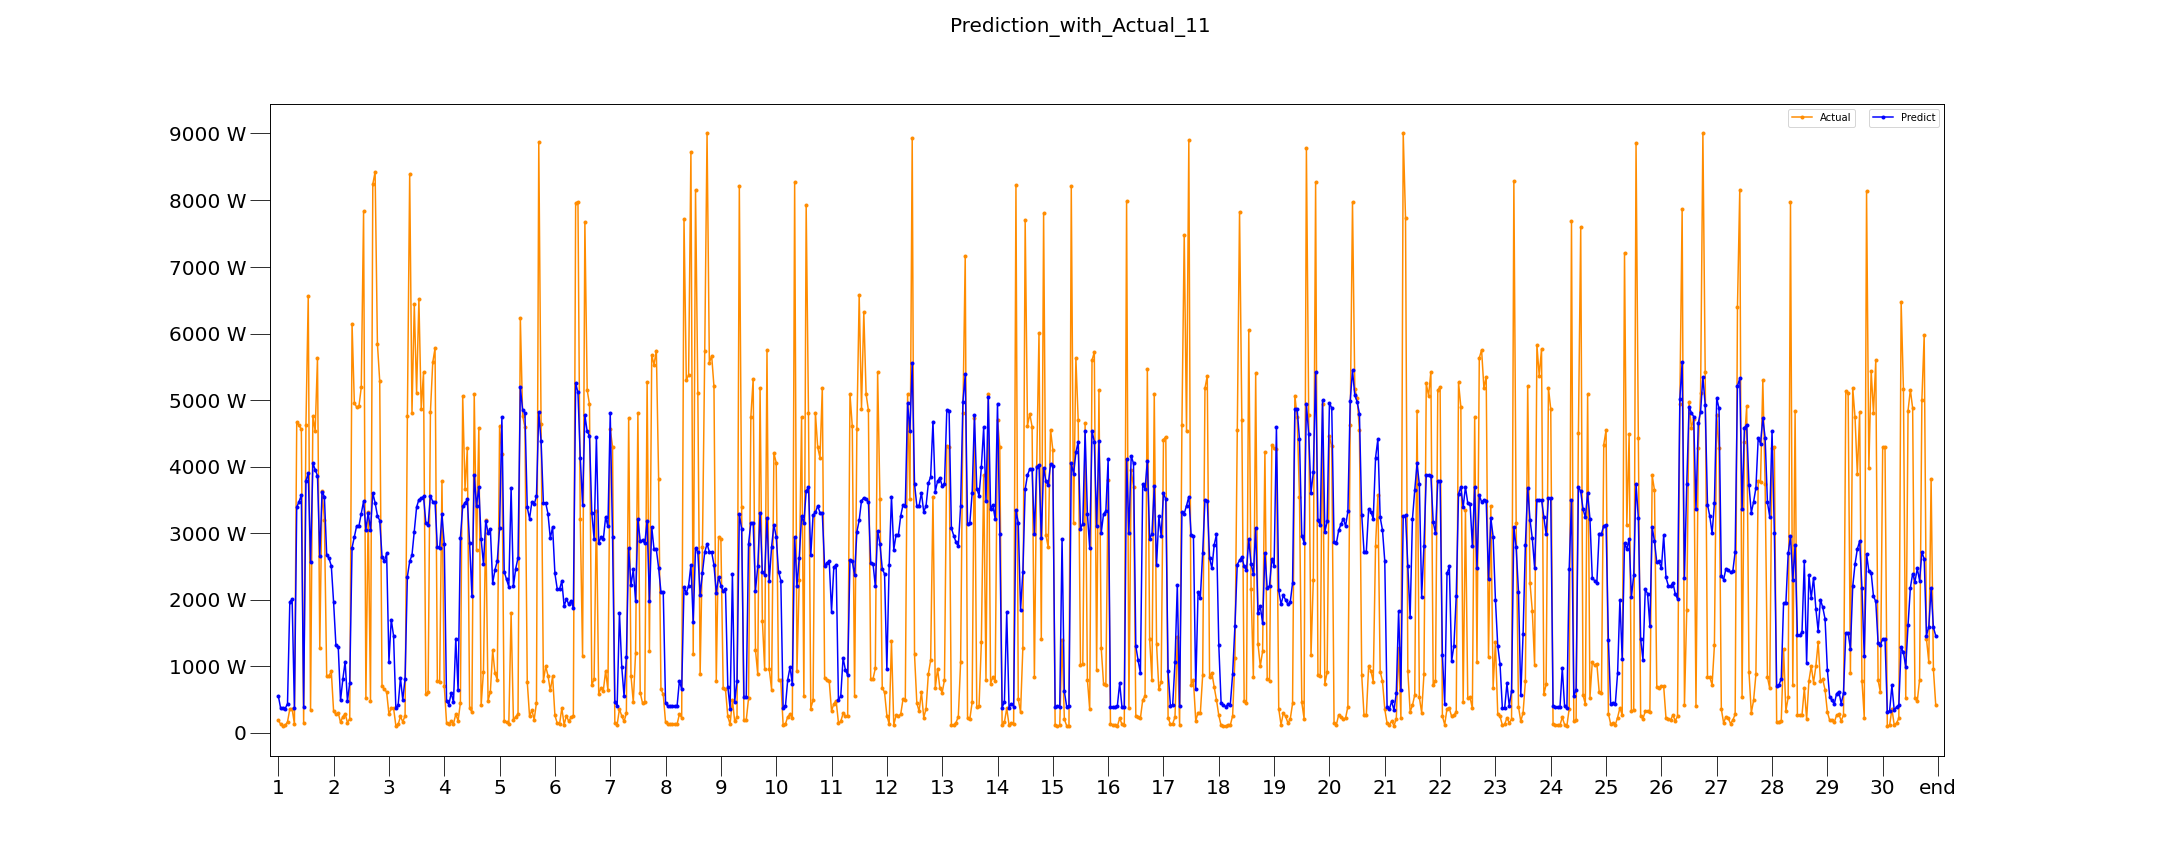 Prediction_with_Actual_11
Actual Predict
9000 W
8000 W
7000 W
6000 W
5000 W
4000 W
3000 W
2000 W
1000 W
0
1 2 3 4 5 6 7 8 9 10 11 12 13 14 15 16 17 18 19 20 21 22 23 24 25 26 27 28 29 30 end